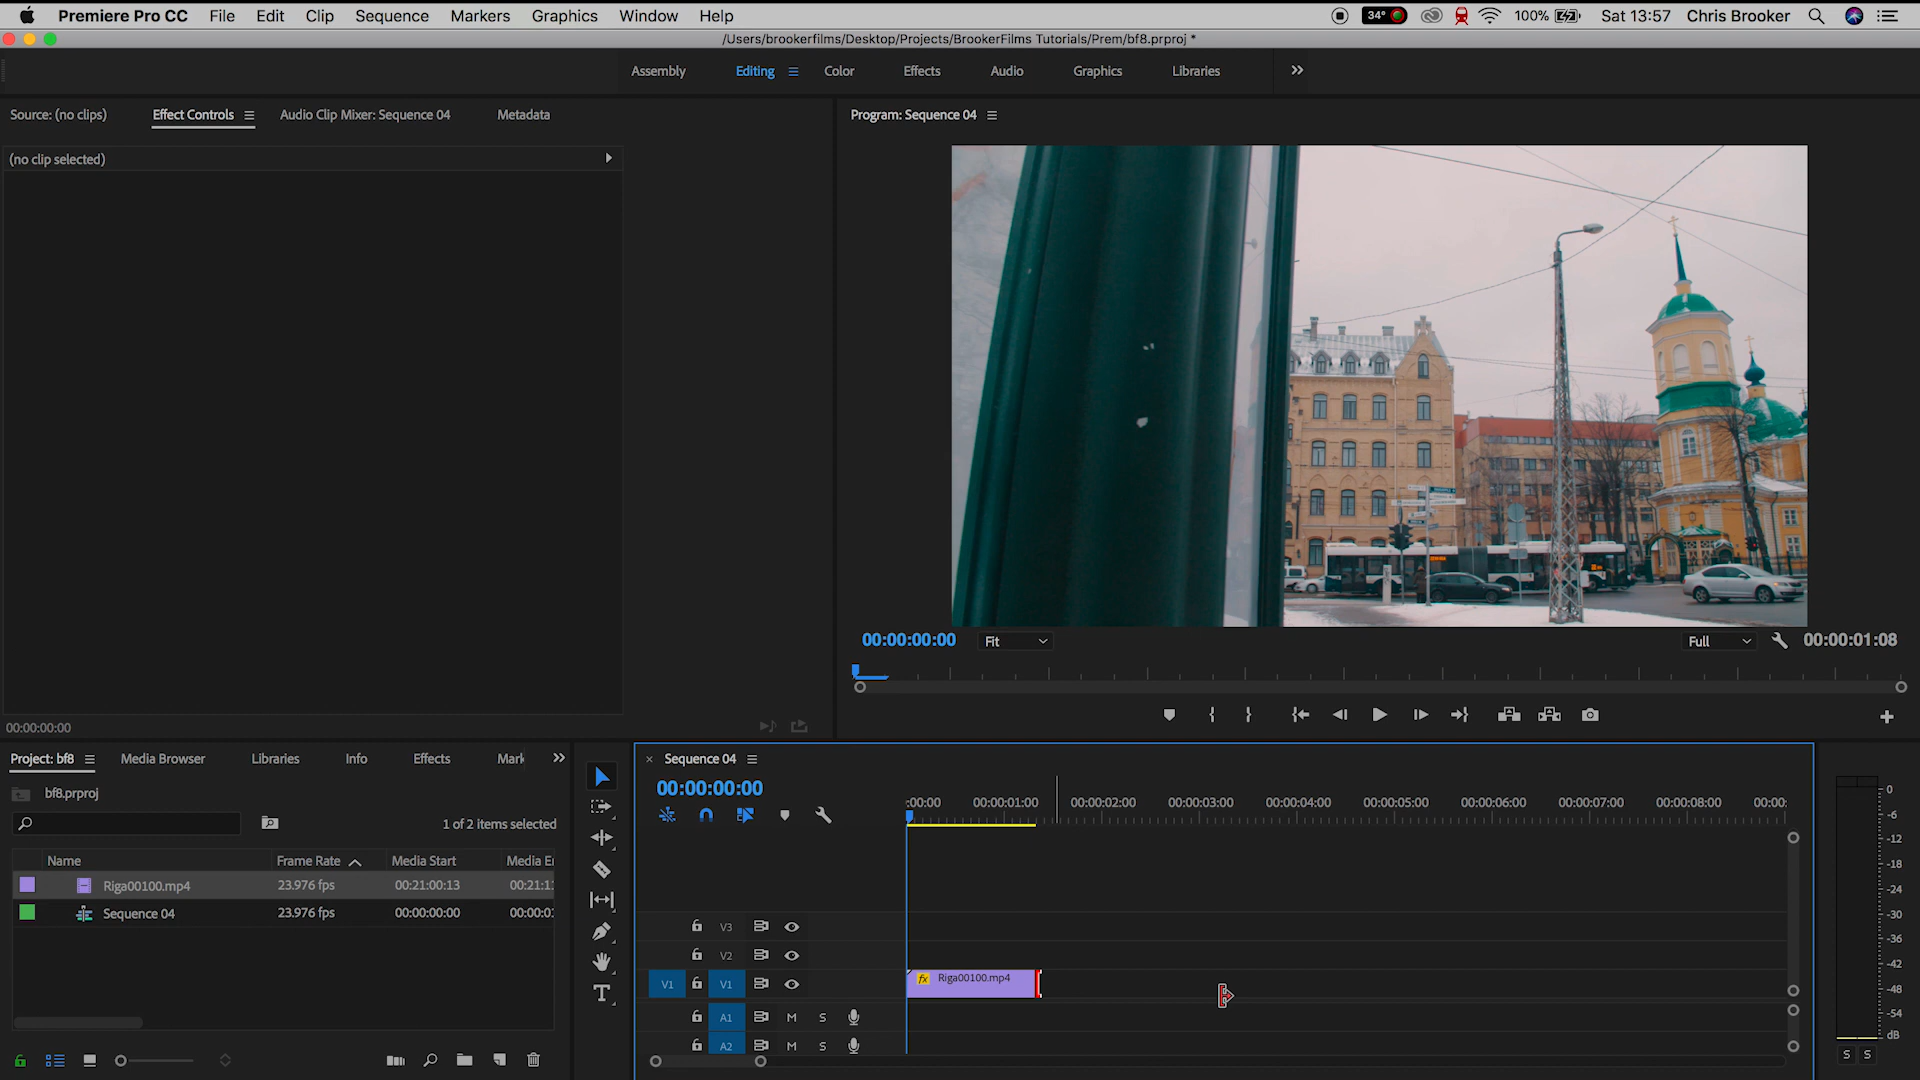 Premiere Pro CC File Edit Clip Sequence Markers Graphics Window Help 34° 100% Sat 13:57 Chris Brooker
/Users/brookerfilms/Desktop/Projects/BrookerFilms Tutorials/Prem/bf8.prproj *
Assembly Editing Color Effects Audio Graphics Libraries
Source: (no clips) Effect Controls Audio Clip Mixer: Sequence 04 Metadata
Program: Sequence 04
(no clip selected)
00:00:00:00 Fit Full 00:00:01:08
00:00:00:00
Project: bf8 Media Browser Libraries Info Effects Mark
bf8.prproj
1 of 2 items selected
Name Frame Rate Media Start Media E
Riga00100.mp4 23.976 fps 00:21:00:13 00:21:1
Sequence 04 23.976 fps 00:00:00:00 00:00:0
Sequence 04
00:00:00:00
:00:00 00:00:01:00 00:00:02:00 00:00:03:00 00:00:04:00 00:00:05:00 00:00:06:00 00:00:07:00 00:00:08:00 00:00:
V3
V2
V1 V1 fx Riga00100.mp4
A1 M S
A2 M S
0
-6
-12
-18
-24
-30
-36
-42
-48
-54
dB
S S